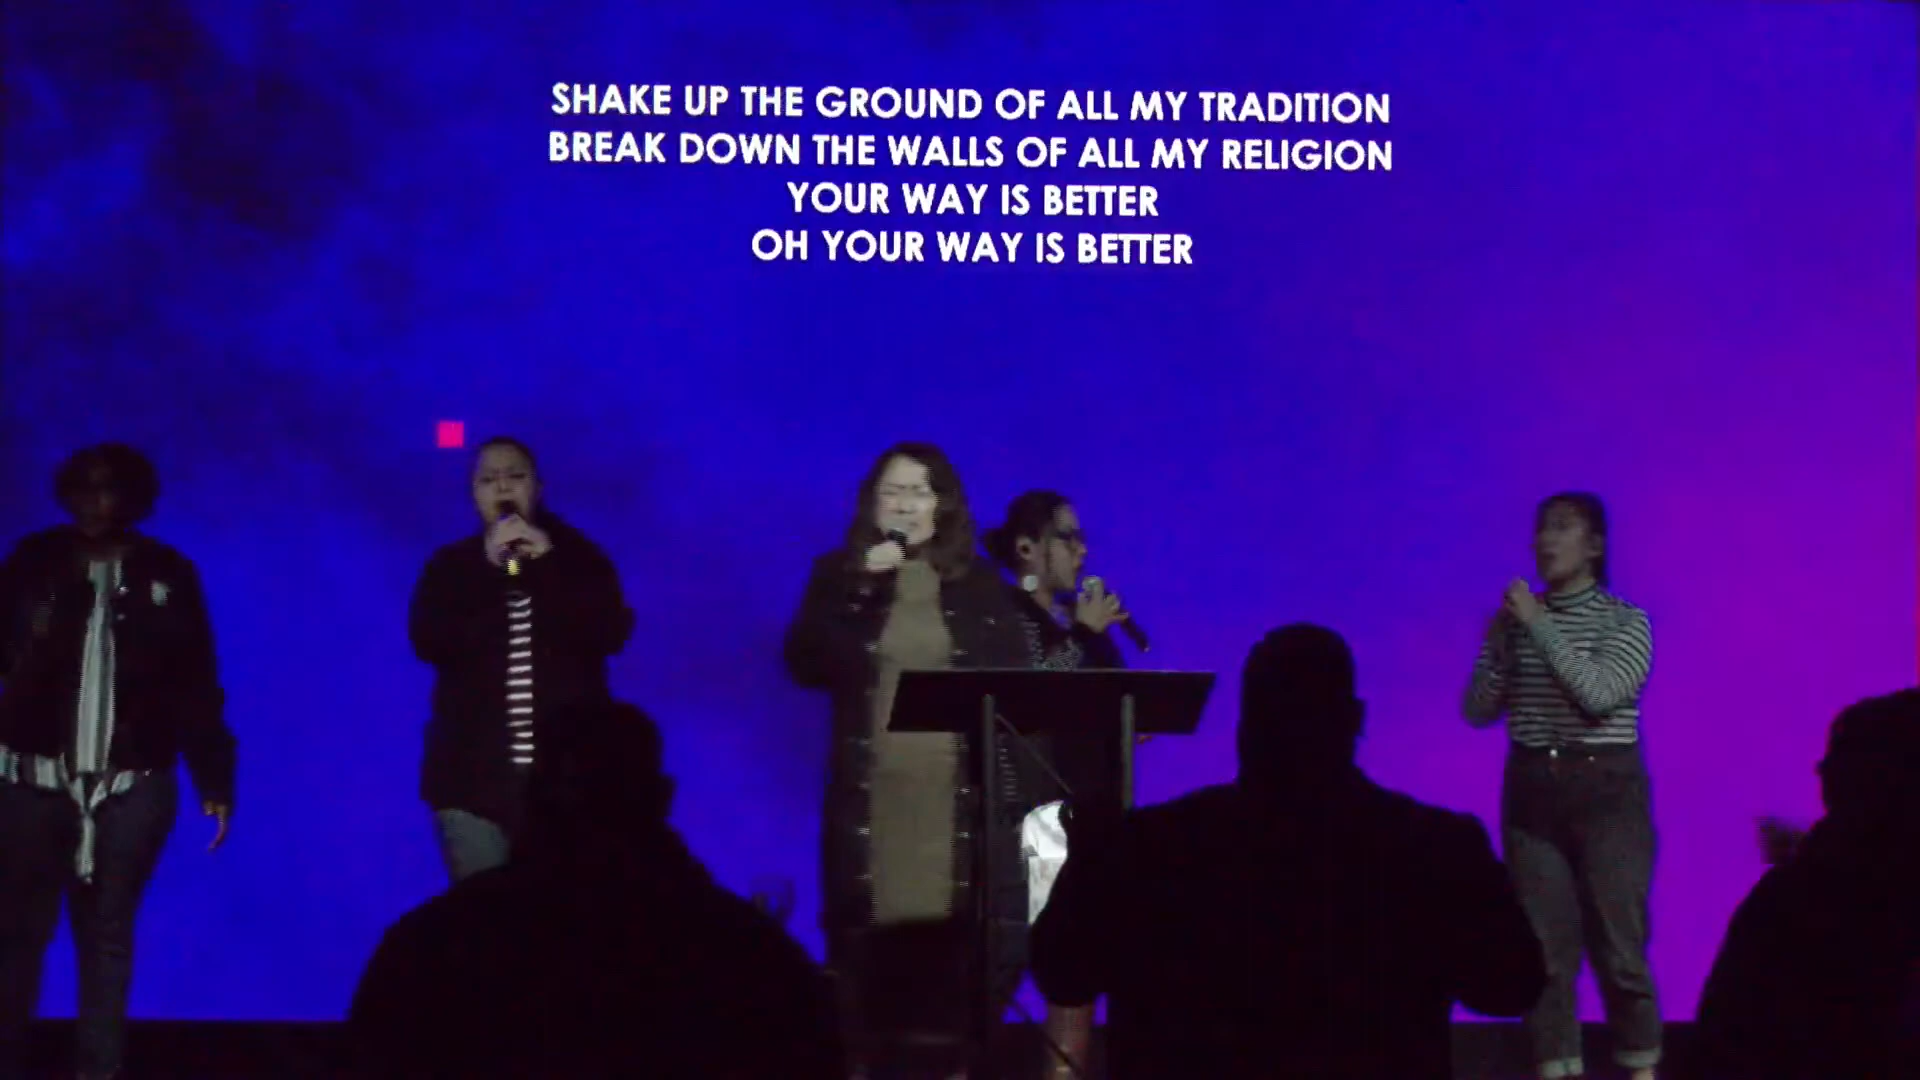 SHAKE UP THE GROUND OF ALL MY TRADITION
BREAK DOWN THE WALLS OF ALL MY RELIGION
YOUR WAY IS BETTER
OH YOUR WAY IS BETTER